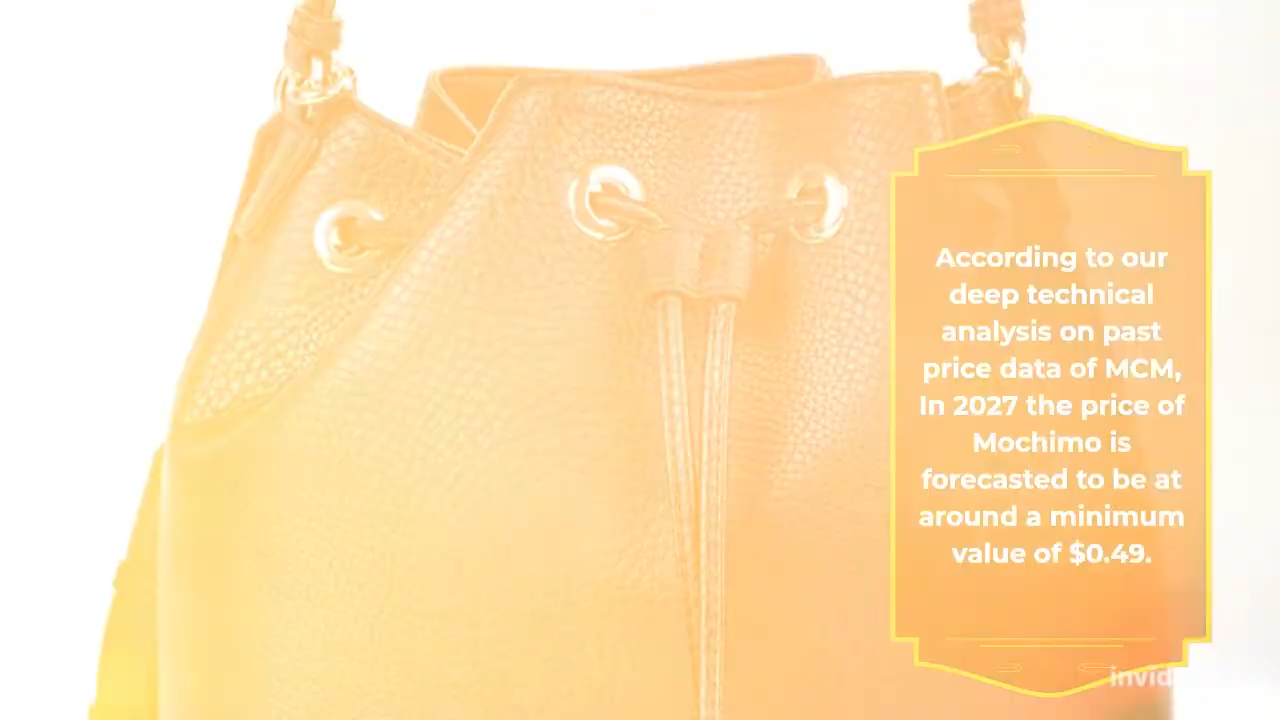 According to our
deep technical
analysis on past
price data of MCM,
In 2027 the price of
Mochimo is
forecasted to be at
around a minimum
value of $0.49.